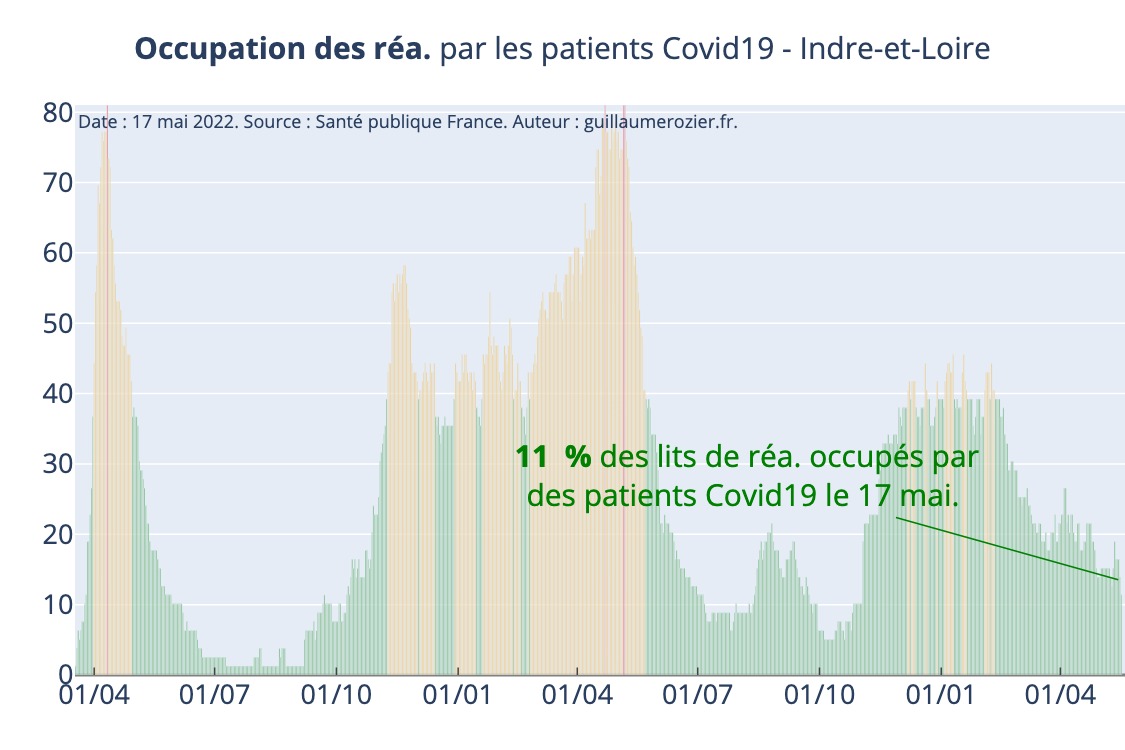 Occupation des réa. par les patients Covid19 - Indre-et-Loire
80
Date : 17 mai 2022. Source : Santé publique France. Auteur : guillaumerozier.fr.
70
60
50
40
30
11 % des lits de réa. occupés par
des patients Covid19 le 17 mai.
20
10
0
01/04 01/07 01/10 01/01 01/04 01/07 01/10 01/01 01/04